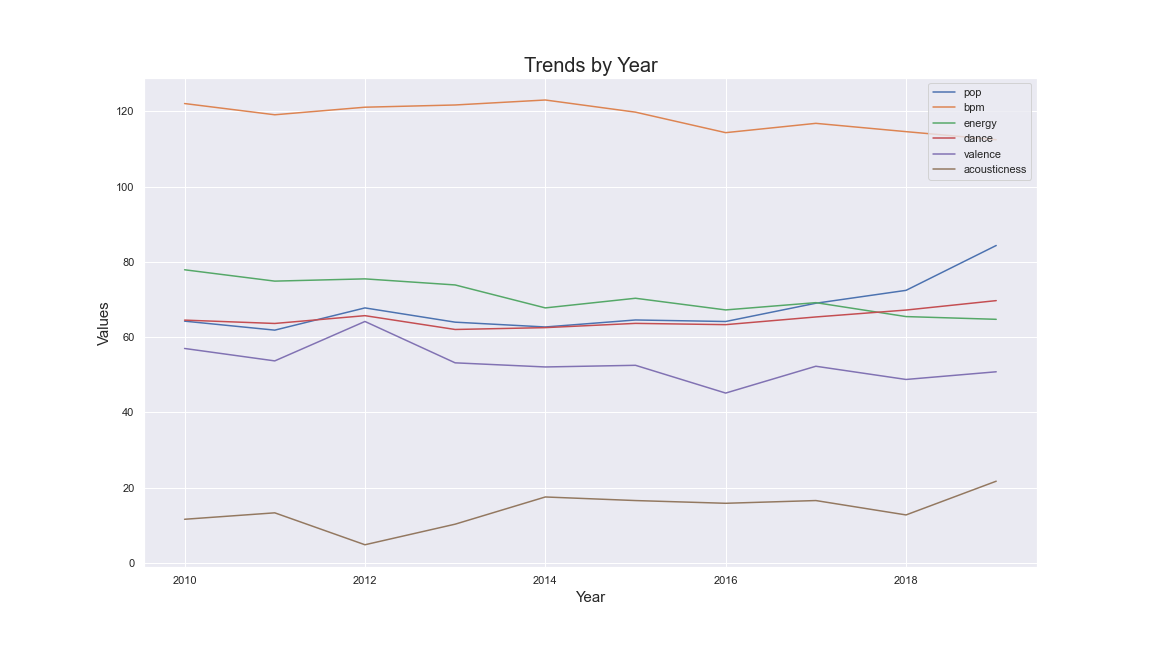 Trends by Year
pop
bpm
energy
dance
valence
acousticness
120
100
80
60
40
20
0
Values
2010 2012 2014 2016 2018
Year